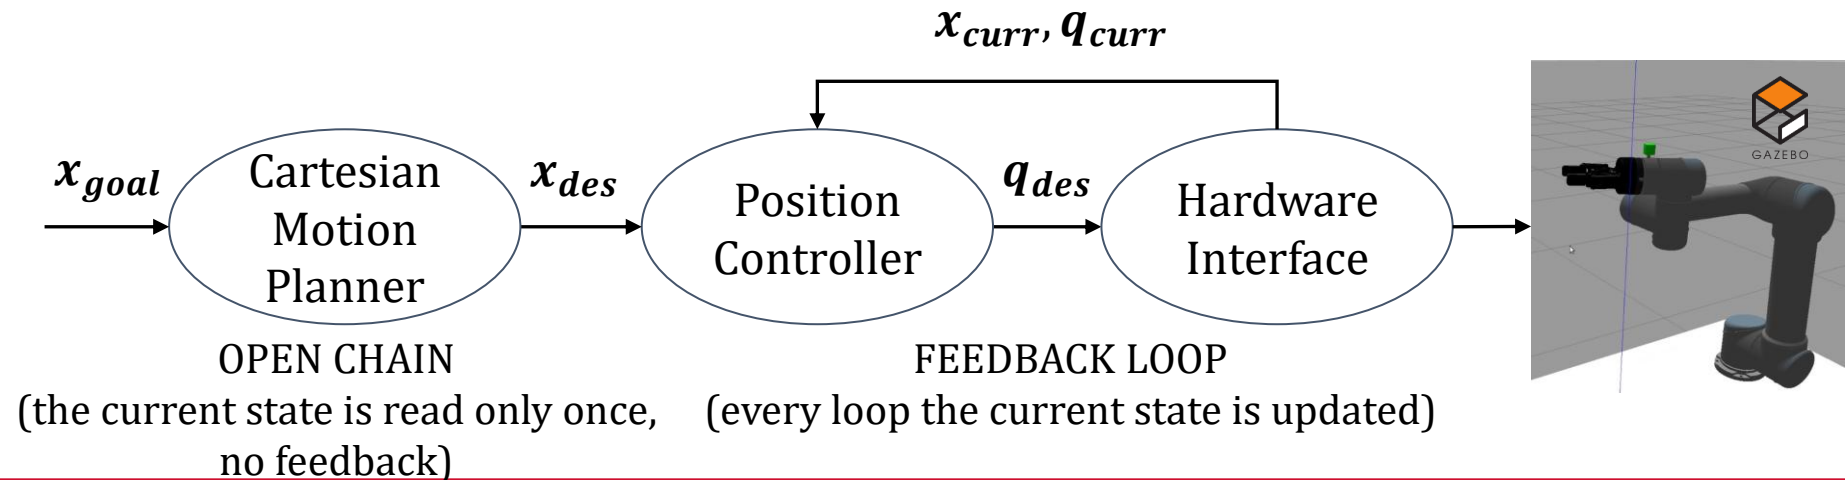 x_curr, q_curr
x_goal
Cartesian
Motion
Planner
x_des
Position
Controller
q_des
Hardware
Interface
GAZEBO
OPEN CHAIN
(the current state is read only once,
no feedback)
FEEDBACK LOOP
(every loop the current state is updated)